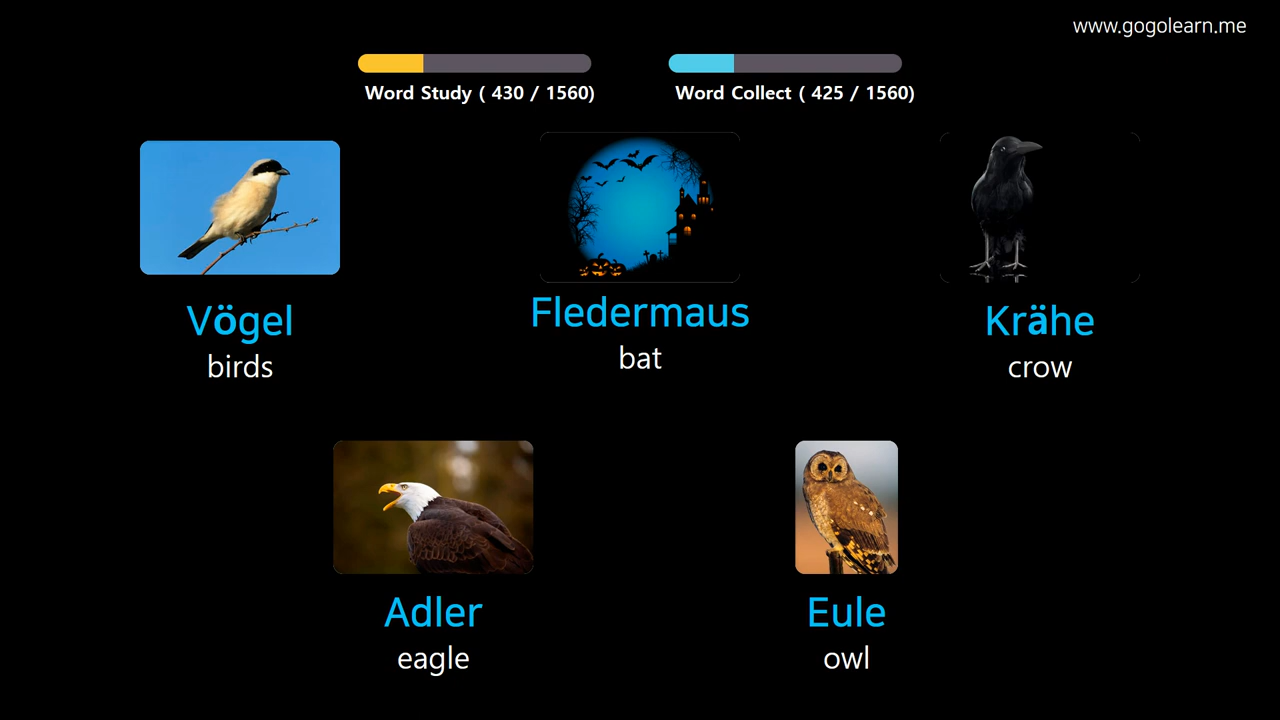 www.gogolearn.me
Word Study ( 430 / 1560)
Word Collect ( 425 / 1560)
Vögel
birds
Fledermaus
bat
Krähe
crow
Adler
eagle
Eule
owl